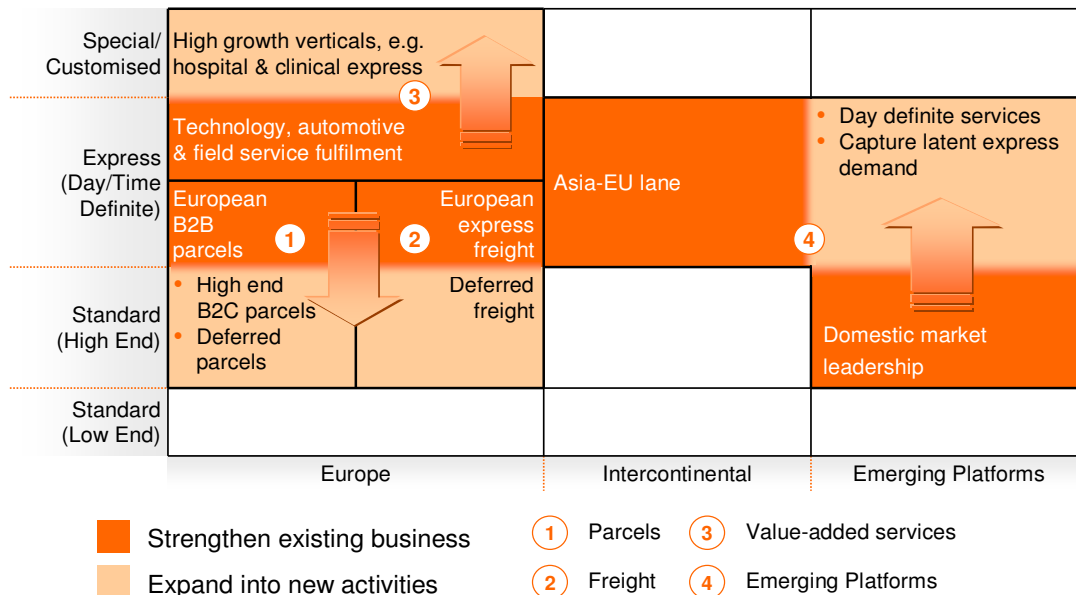 Special/
Customised
High growth verticals, e.g.
hospital & clinical express
3
Technology, automotive
& field service fulfilment
Express
(Day/Time
Definite)
European
B2B
parcels
1
2
European
express
freight
Asia-EU lane
4
• Day definite services
• Capture latent express
demand
Standard
(High End)
• High end
B2C parcels
• Deferred
parcels
Deferred
freight
Domestic market
leadership
Standard
(Low End)
Europe
Intercontinental
Emerging Platforms
Strengthen existing business
Expand into new activities
1 Parcels
2 Freight
3 Value-added services
4 Emerging Platforms